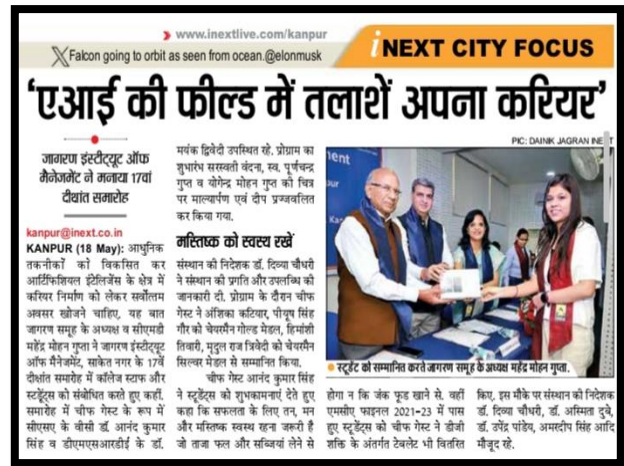 www.inextlive.com/kanpur
Falcon going to orbit as seen from ocean.@elonmusk
iNEXT CITY FOCUS
'एआई की फील्ड में तलाशें अपना करियर'
PIC: DAINIK JAGRAN INEXT
जागरण इंस्टीट्यूट ऑफ
मैनेजमेंट ने मनाया 17वां
दीक्षांत समारोह
kanpur@inext.co.in
KANPUR (18 May): आधुनिक
तकनीकों को विकसित कर
आर्टिफिशियल इंटेलिजेंस के क्षेत्र में
करियर निर्माण को लेकर सर्वोत्तम
अवसर खोजने चाहिए, यह बात
जागरण समूह के अध्यक्ष व सीएमडी
महेंद्र मोहन गुप्ता ने जागरण इंस्टीट्यूट
ऑफ मैनेजमेंट, साकेत नगर के 17वें
दीक्षांत समारोह में कॉलेज स्टाफ और
स्टूडेंट्स को संबोधित करते हुए कहीं.
समारोह में चीफ गेस्ट के रूप में
सीएसए के वीसी डॉ. आनंद कुमार
सिंह व डीएमएसआरडीई के डॉ.
मयंक द्विवेदी उपस्थित रहे. प्रोग्राम का
शुभारंभ सरस्वती वंदना, स्व. पूर्णचन्द्र
गुप्त व योगेन्द्र मोहन गुप्त की चित्र
पर माल्यार्पण एवं दीप प्रज्जवलित
कर किया गया.
मस्तिष्क को स्वस्थ रखें
संस्थान की निदेशक डॉ. दिव्या चौधरी
ने संस्थान की प्रगति और उपलब्धि की
जानकारी दी. प्रोग्राम के दौरान चीफ
गेस्ट ने अंशिका कटियार, पीयूष सिंह
गौर को चेयरमैन गोल्ड मेडल, हिमांशी
तिवारी, मृदुल राज त्रिवेदी को चेयरमैन
सिल्वर मेडल से सम्मानित किया.
चीफ गेस्ट आनंद कुमार सिंह
ने स्टूडेंट्स को शुभकामनाएं देते हुए
कहा कि सफलता के लिए तन, मन
और मस्तिष्क स्वस्थ रखना जरूरी है
जो ताजा फल और सब्जियां लेने से
स्टूडेंट को सम्मानित करते जागरण समूह के अध्यक्ष महेंद्र मोहन गुप्ता.
होगा न कि जंक फूड खाने से. वहीं
एमसीए फाइनल 2021-23 में पास
हुए स्टूडेंट्स को चीफ गेस्ट ने डीजी
शक्ति के अंतर्गत टेबलेट भी वितरित
किए. इस मौके पर संस्थान की निदेशक
डॉ. दिव्या चौधरी, डॉ. अस्मिता दुबे,
डॉ. उपेंद्र पांडेय, अमरदीप सिंह आदि
मौजूद रहे.